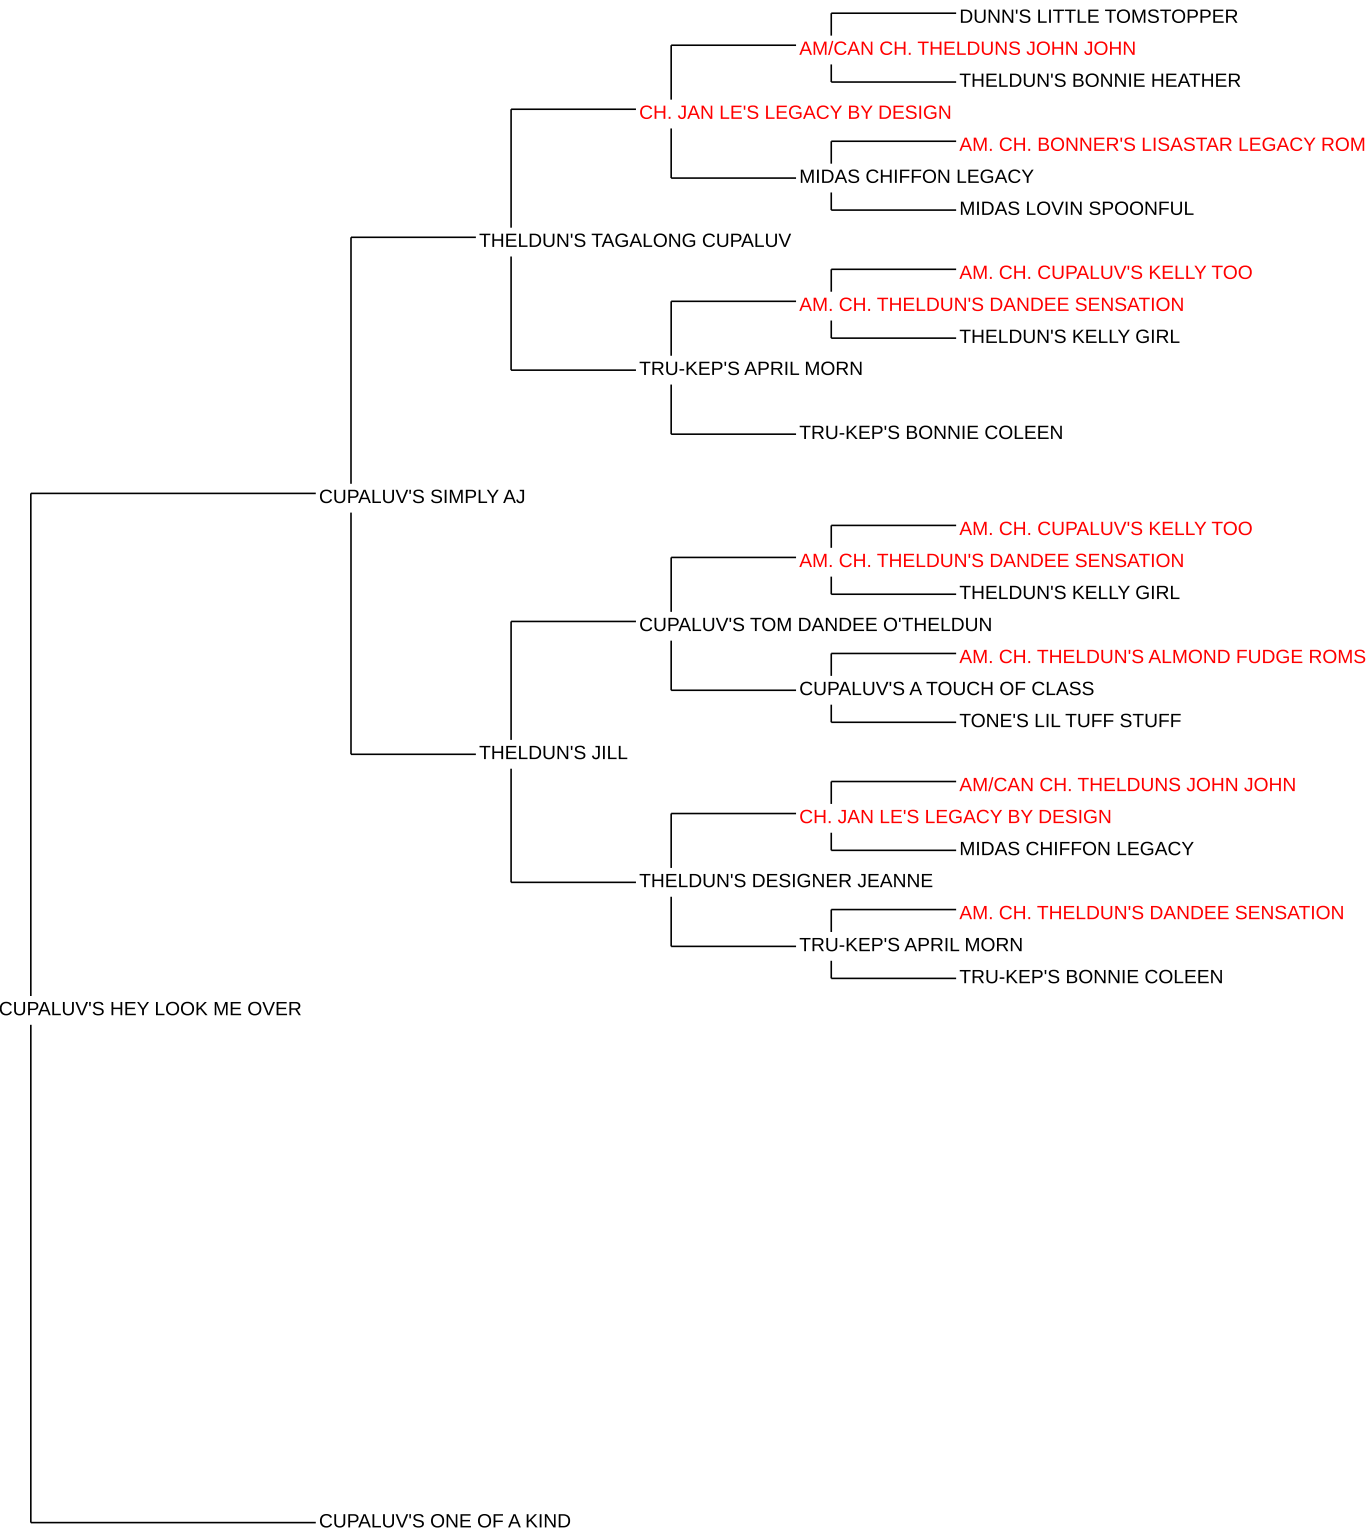 DUNN'S LITTLE TOMSTOPPER
AM/CAN CH. THELDUNS JOHN JOHN
THELDUN'S BONNIE HEATHER
CH. JAN LE'S LEGACY BY DESIGN
AM. CH. BONNER'S LISASTAR LEGACY ROM
MIDAS CHIFFON LEGACY
MIDAS LOVIN SPOONFUL
THELDUN'S TAGALONG CUPALUV
AM. CH. CUPALUV'S KELLY TOO
AM. CH. THELDUN'S DANDEE SENSATION
THELDUN'S KELLY GIRL
TRU-KEP'S APRIL MORN
TRU-KEP'S BONNIE COLEEN
CUPALUV'S SIMPLY AJ
AM. CH. CUPALUV'S KELLY TOO
AM. CH. THELDUN'S DANDEE SENSATION
THELDUN'S KELLY GIRL
CUPALUV'S TOM DANDEE O'THELDUN
AM. CH. THELDUN'S ALMOND FUDGE ROMS
CUPALUV'S A TOUCH OF CLASS
TONE'S LIL TUFF STUFF
THELDUN'S JILL
AM/CAN CH. THELDUNS JOHN JOHN
CH. JAN LE'S LEGACY BY DESIGN
MIDAS CHIFFON LEGACY
THELDUN'S DESIGNER JEANNE
AM. CH. THELDUN'S DANDEE SENSATION
TRU-KEP'S APRIL MORN
TRU-KEP'S BONNIE COLEEN
CUPALUV'S HEY LOOK ME OVER
CUPALUV'S ONE OF A KIND